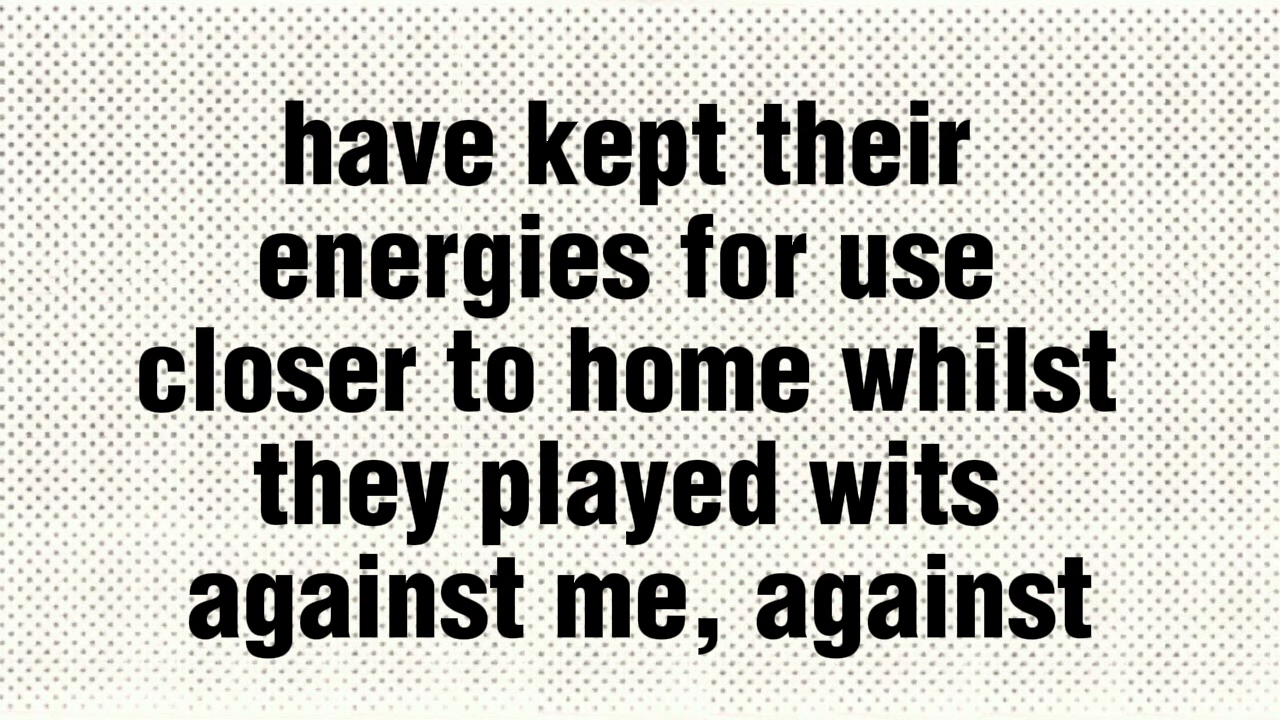 have kept their
energies for use
closer to home whilst
they played wits
against me, against